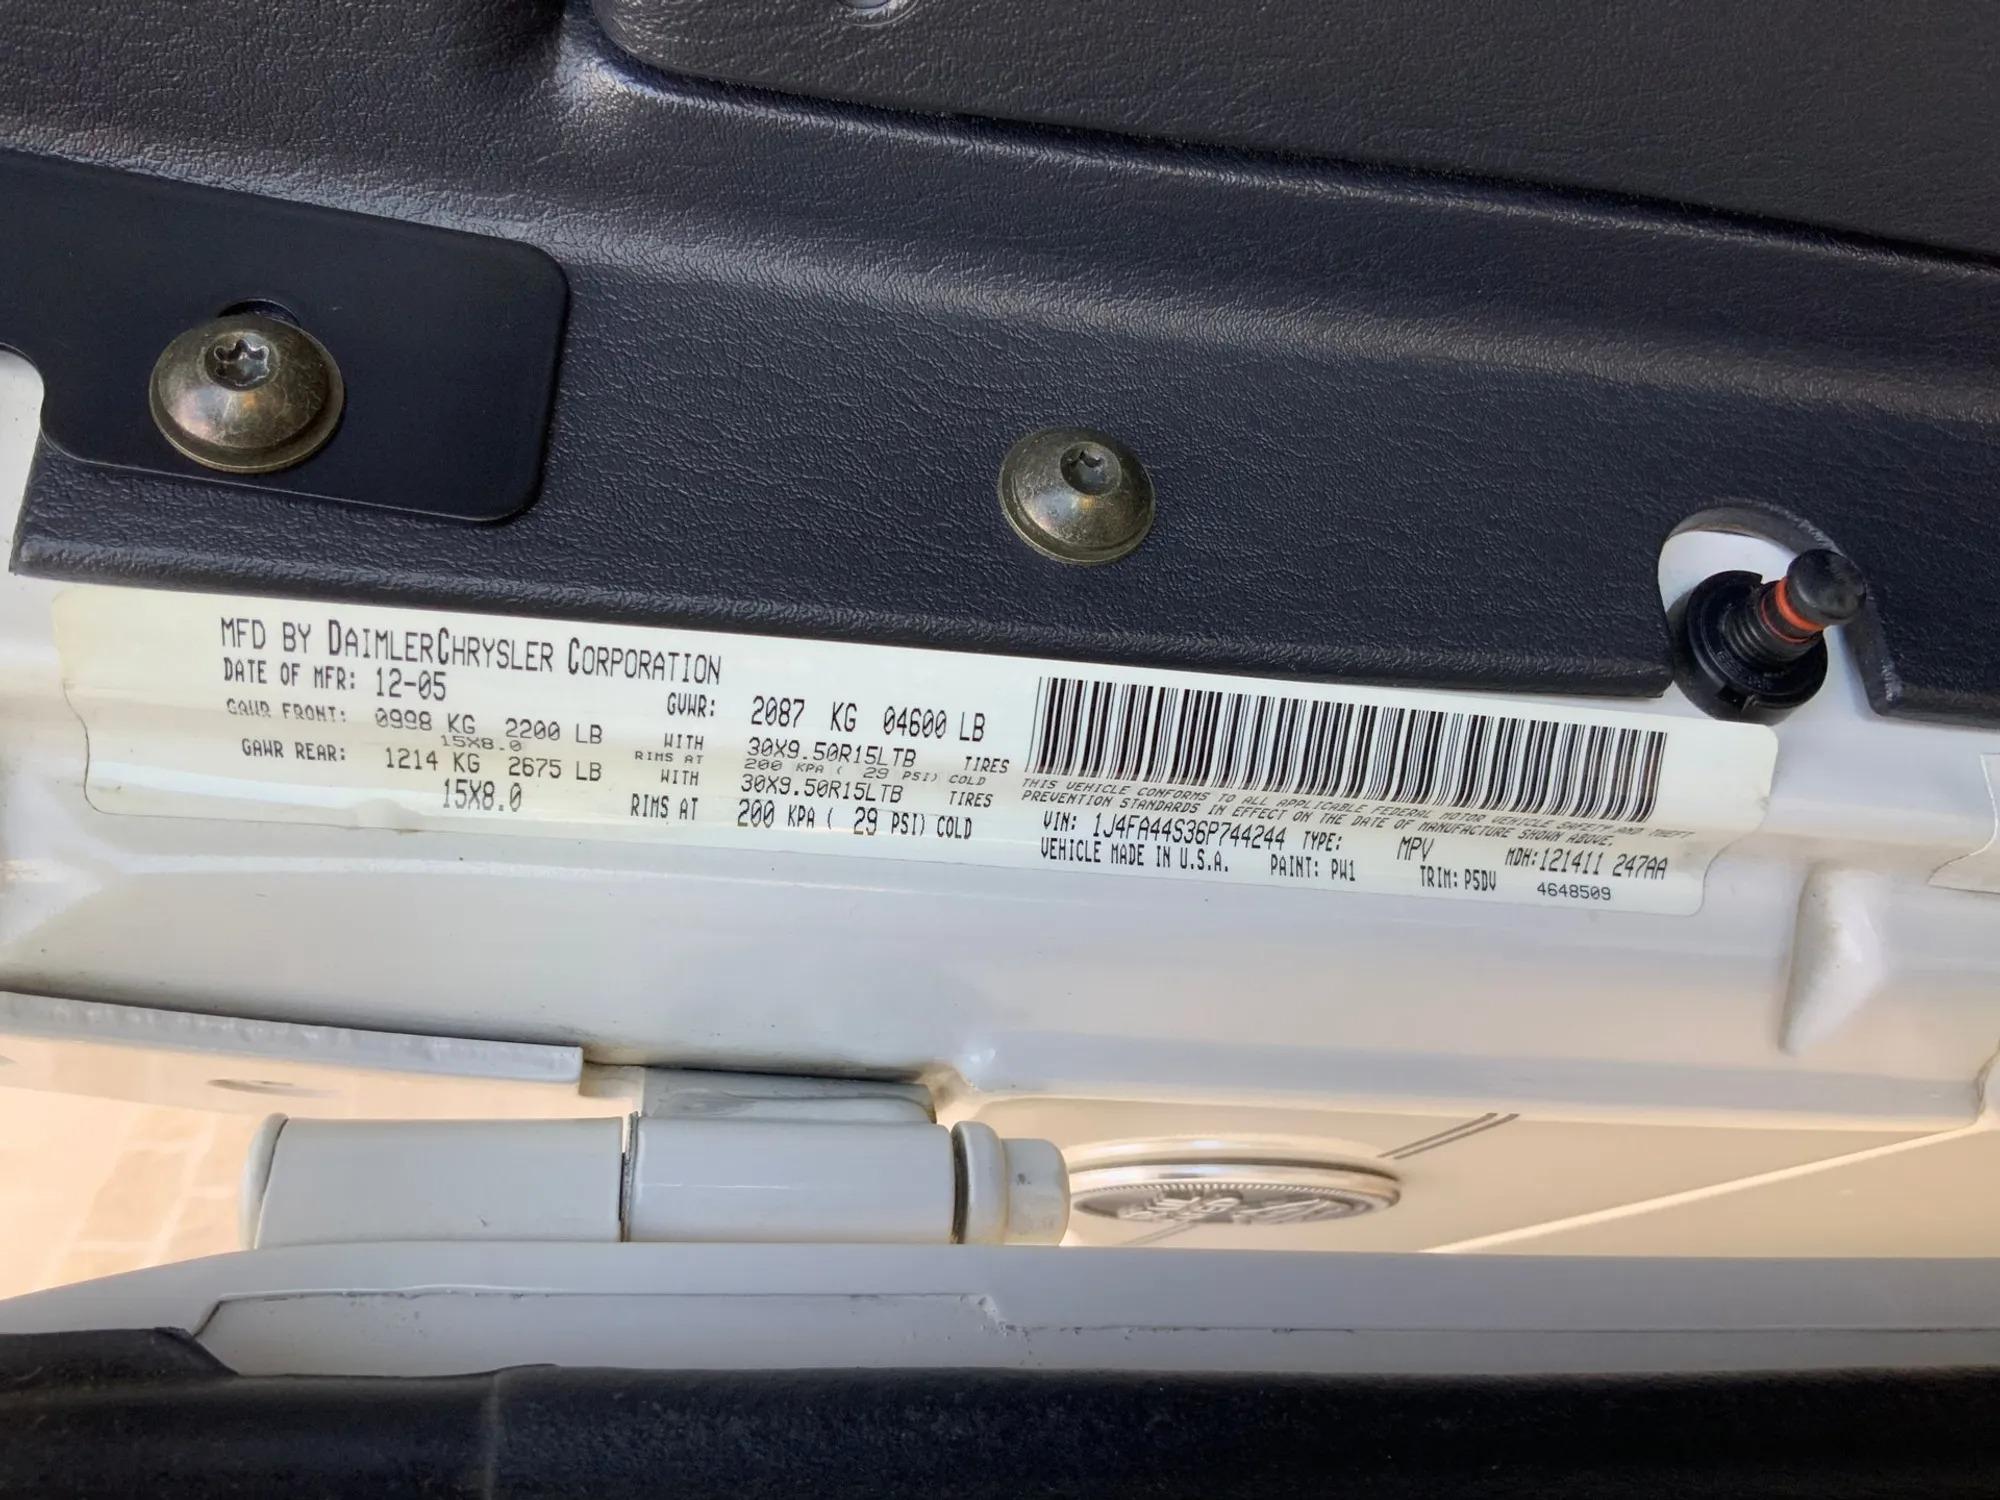 MFD BY DAIMLERCHRYSLER CORPORATION
DATE OF MFR: 12-05 GVWR: 2087 KG 04600 LB
GAWR FRONT: 0998 KG 2200 LB WITH 30X9.50R15LTB TIRES
15X8.0 RIMS AT 200 KPA ( 29 PSI) COLD
GAWR REAR: 1214 KG 2675 LB WITH 30X9.50R15LTB TIRES
15X8.0 RIMS AT 200 KPA ( 29 PSI) COLD
THIS VEHICLE CONFORMS TO ALL APPLICABLE FEDERAL MOTOR VEHICLE SAFETY AND THEFT
PREVENTION STANDARDS IN EFFECT ON THE DATE OF MANUFACTURE SHOWN ABOVE.
VIN: 1J4FA44S36P744244 TYPE: MPV MDH:121411 247AA
VEHICLE MADE IN U.S.A. PAINT: PW1 TRIM: P5DV 4648509